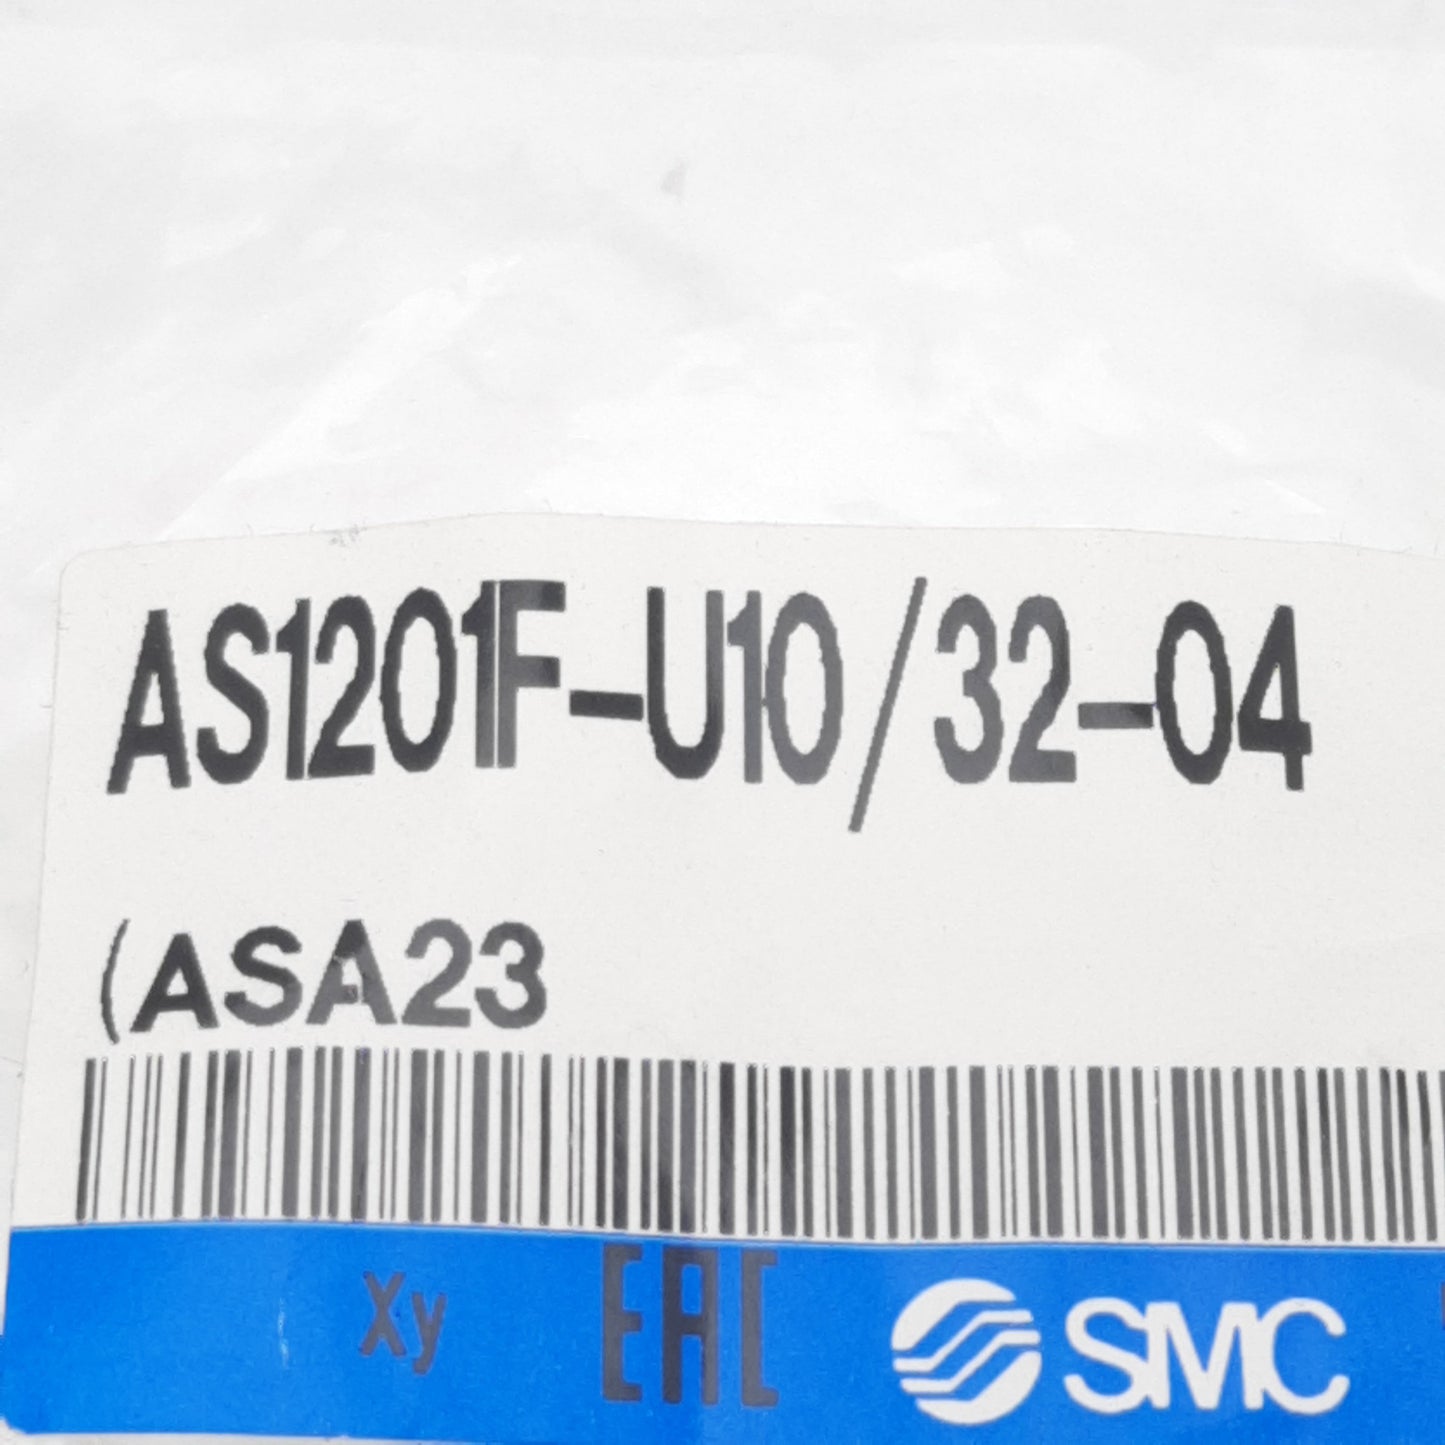 AS1201F-U10/32-04
(ASA23
Xy EAC SMC